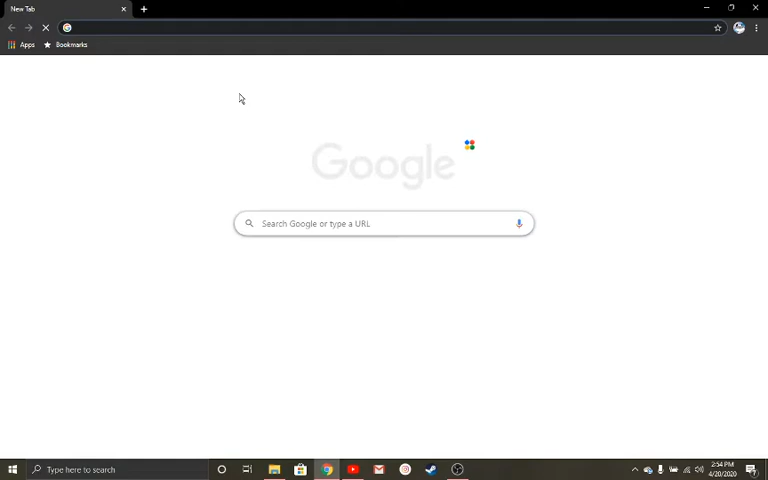 New Tab
Apps
Bookmarks
Google
Search Google or type a URL
Type here to search
2:54 PM
4/20/2020
7